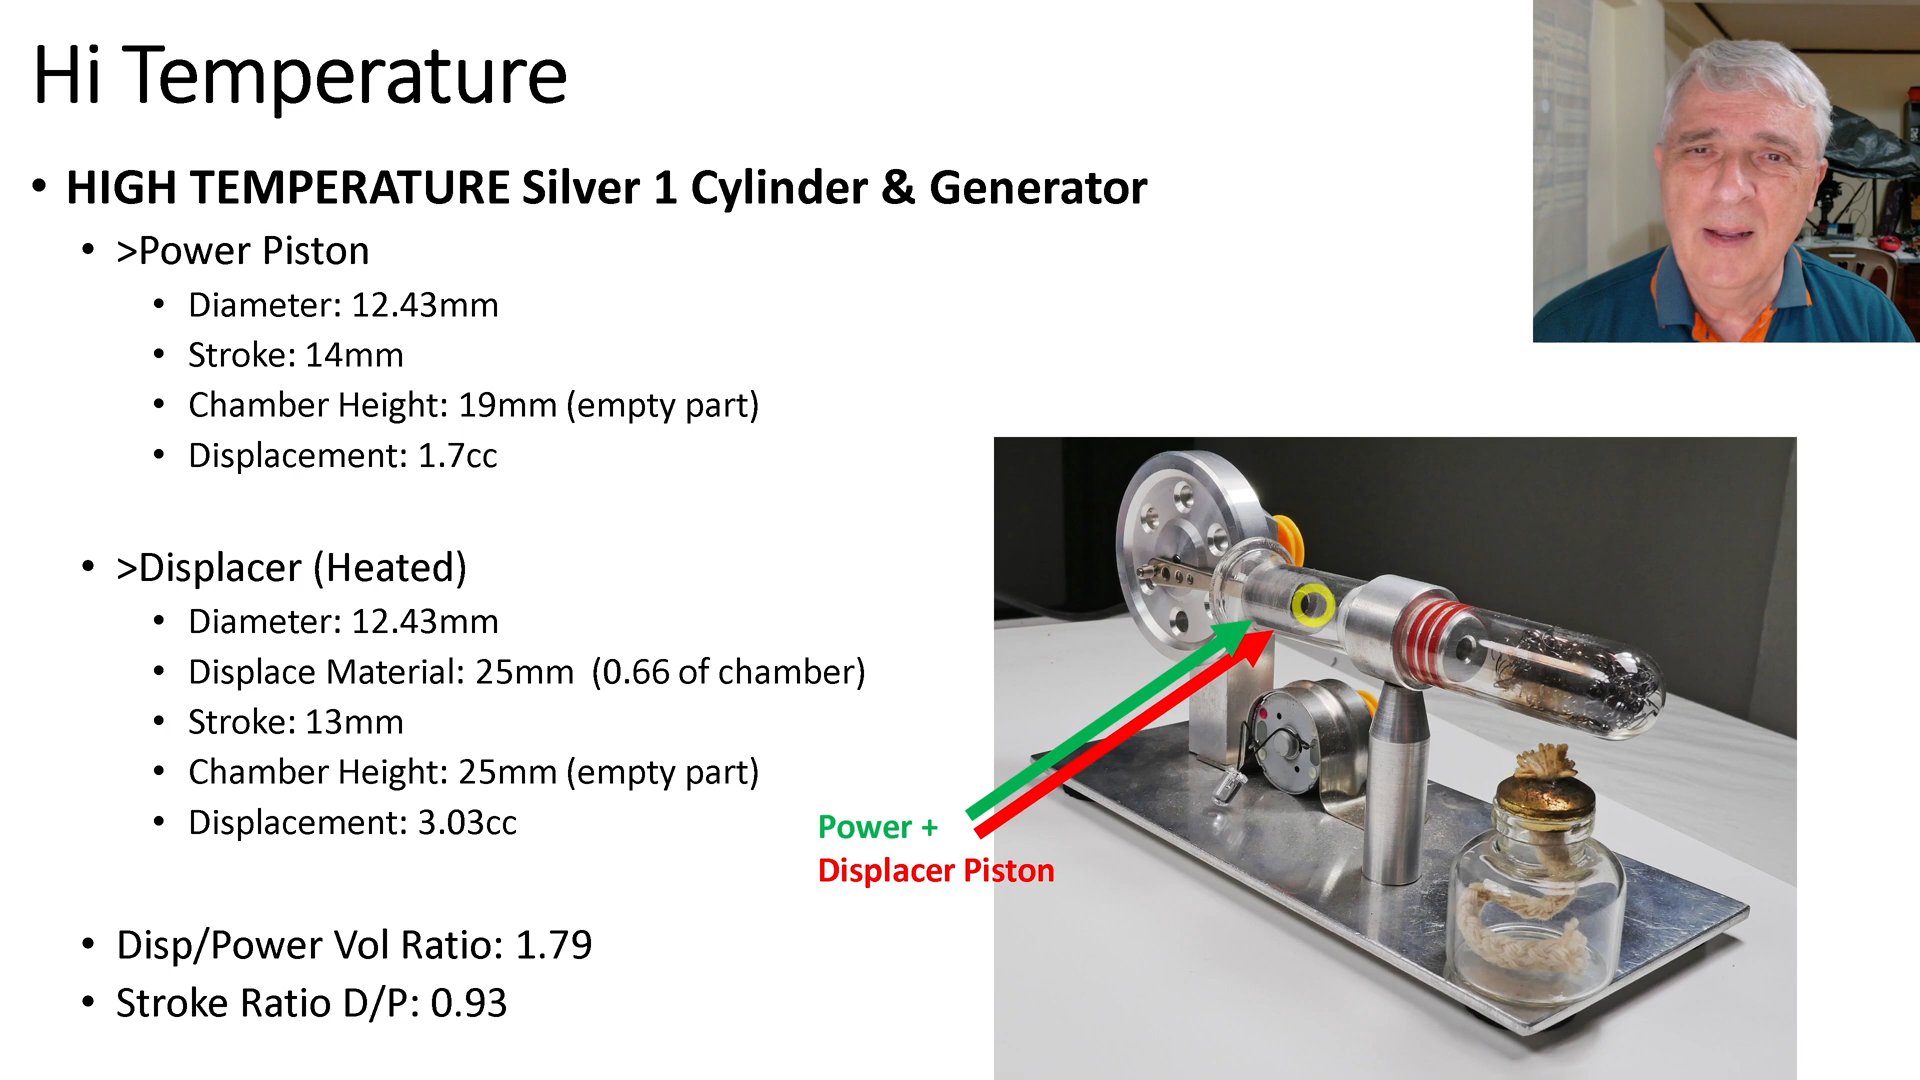 Hi Temperature
• HIGH TEMPERATURE Silver 1 Cylinder & Generator
• >Power Piston
• Diameter: 12.43mm
• Stroke: 14mm
• Chamber Height: 19mm (empty part)
• Displacement: 1.7cc
• >Displacer (Heated)
• Diameter: 12.43mm
• Displace Material: 25mm (0.66 of chamber)
• Stroke: 13mm
• Chamber Height: 25mm (empty part)
• Displacement: 3.03cc
Power +
Displacer Piston
• Disp/Power Vol Ratio: 1.79
• Stroke Ratio D/P: 0.93